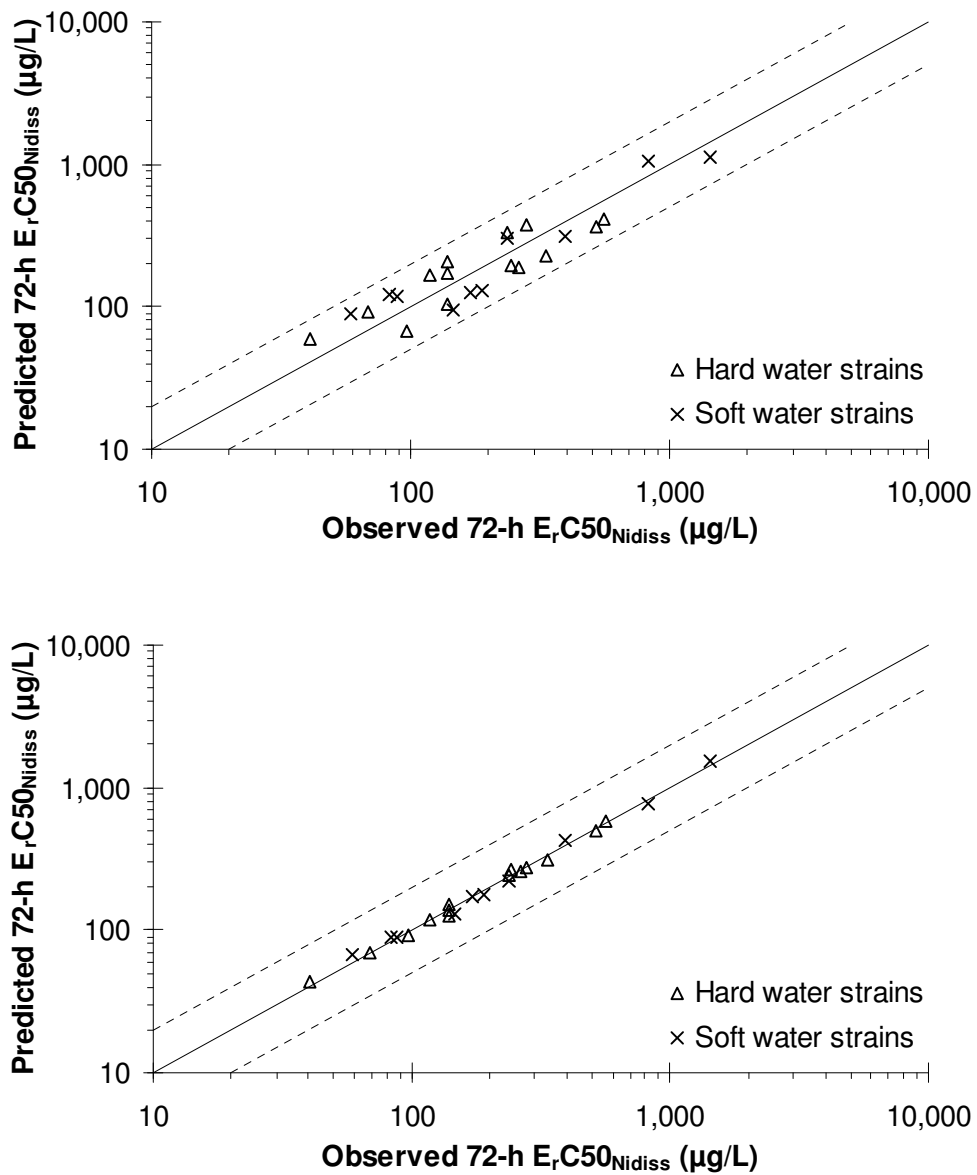 Predicted 72-h ErC50Nidiss (µg/L)
10,000
1,000
100
10
Hard water strains
Soft water strains
10 100 1,000 10,000
Observed 72-h ErC50Nidiss (µg/L)
Predicted 72-h ErC50Nidiss (µg/L)
10,000
1,000
100
10
Hard water strains
Soft water strains
10 100 1,000 10,000
Observed 72-h ErC50Nidiss (µg/L)